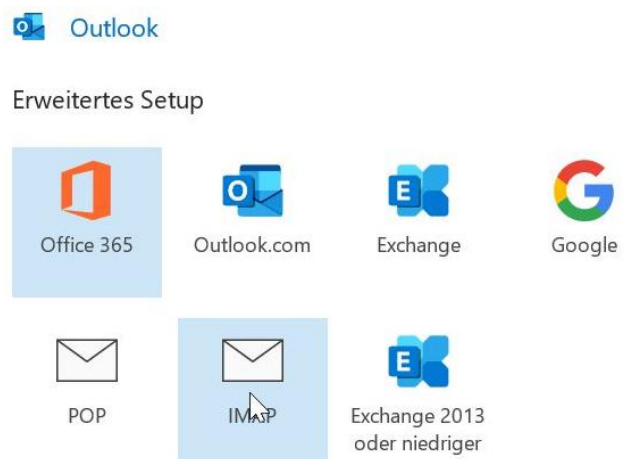 Outlook
Erweitertes Setup
Office 365
Outlook.com
Exchange
Google
POP
IMAP
Exchange 2013
oder niedriger